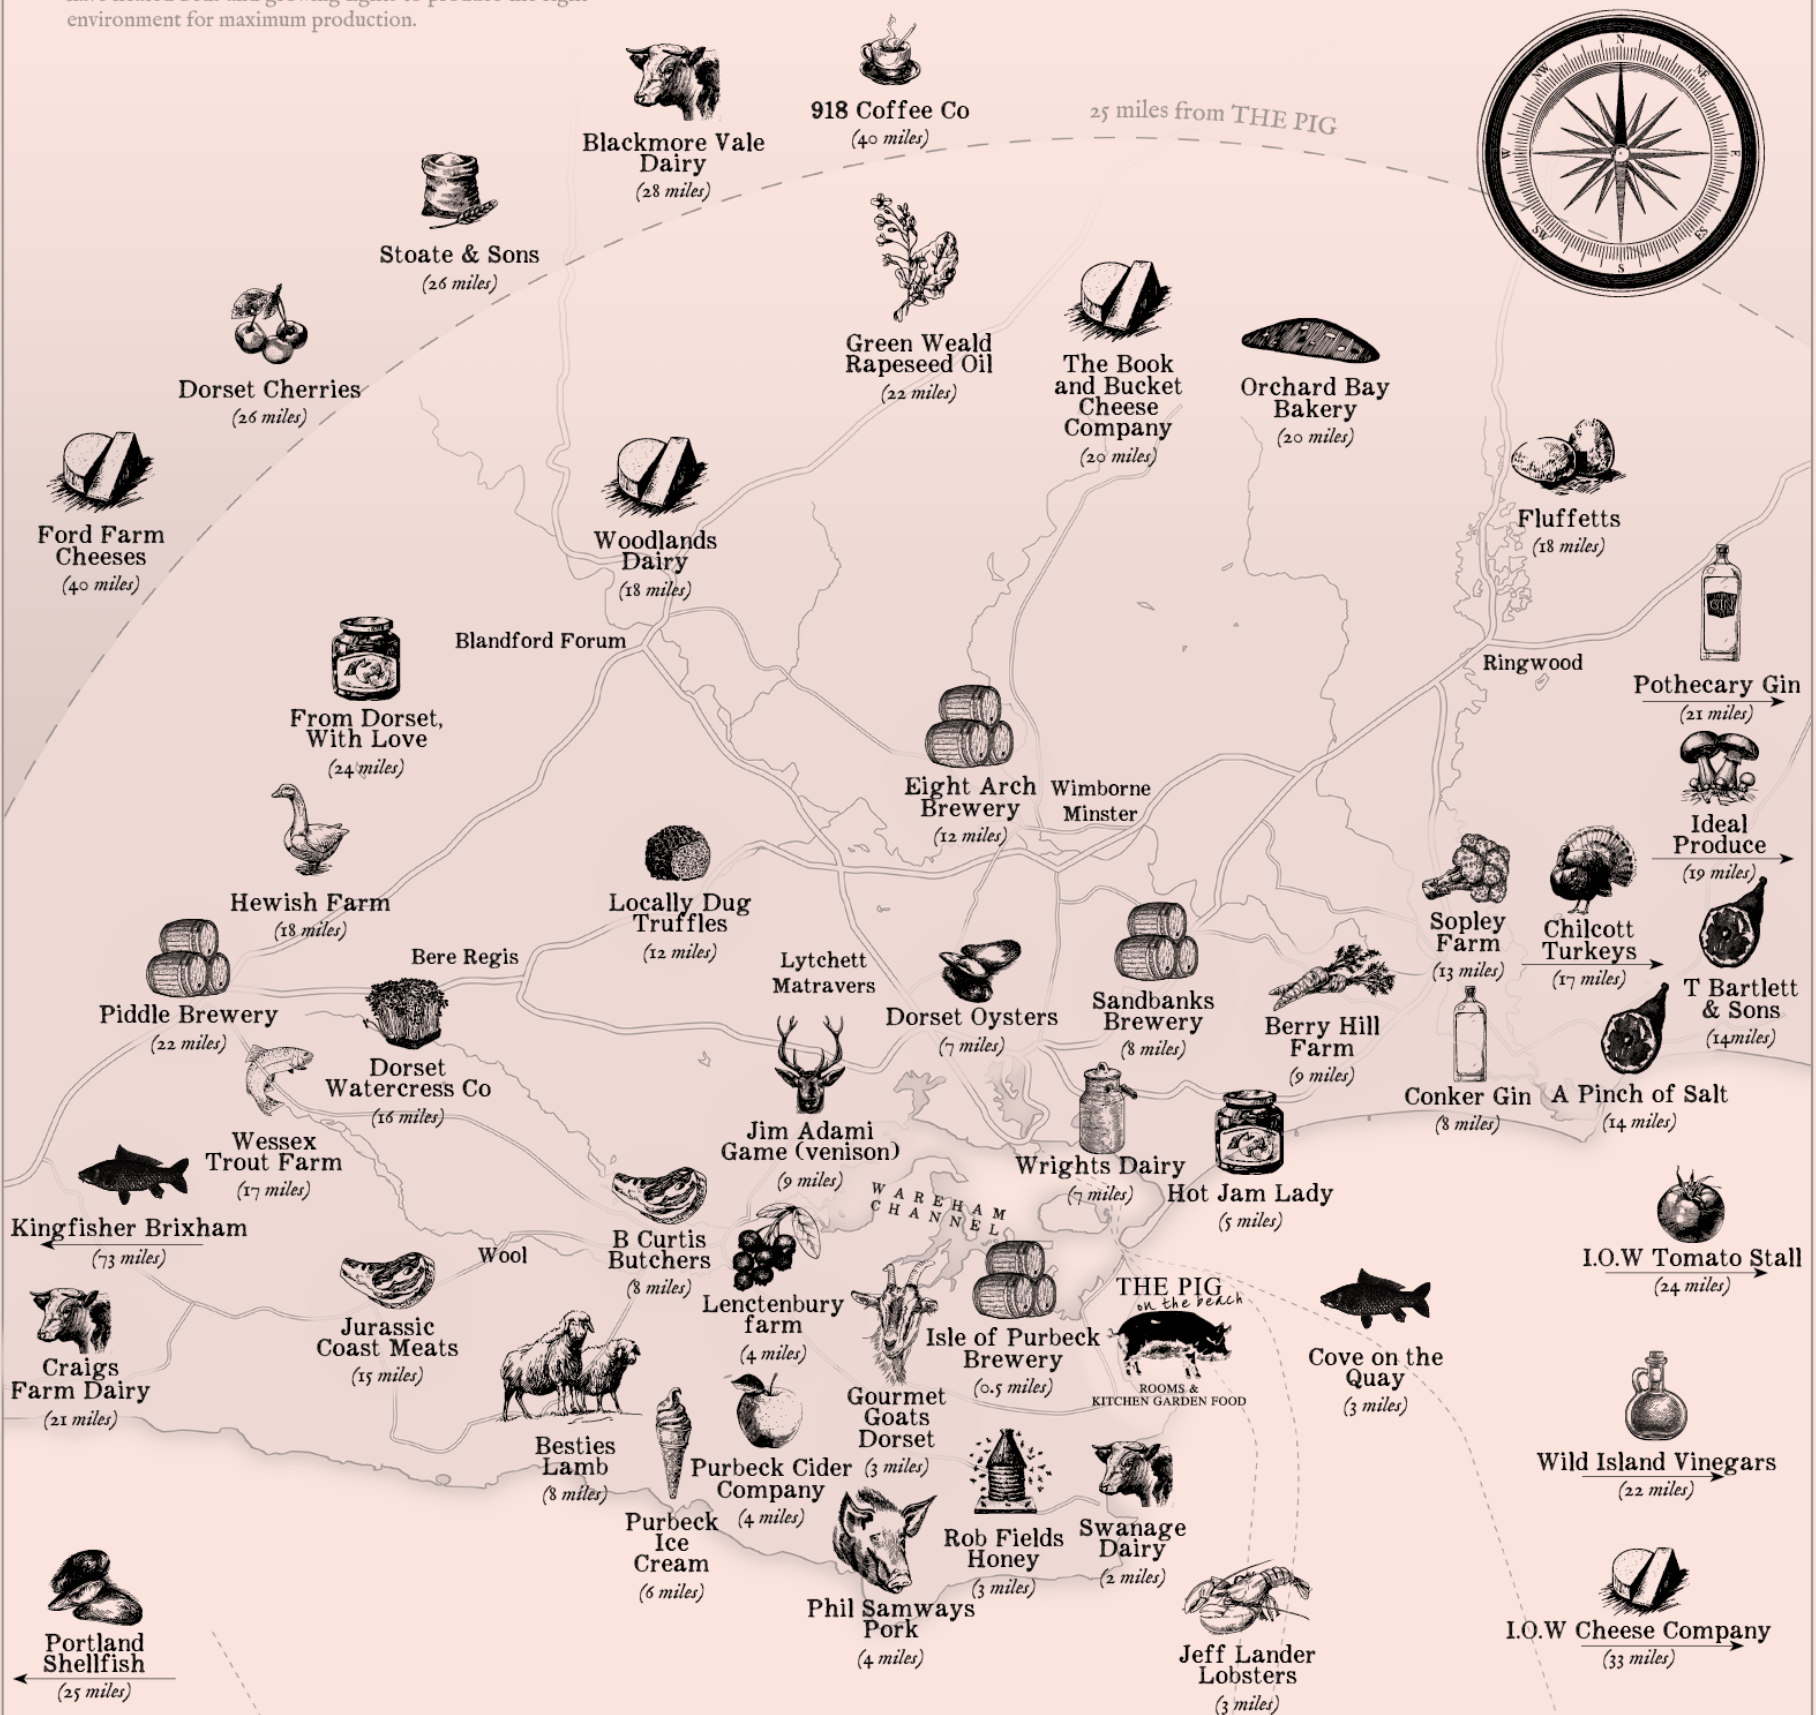 environment for maximum production.
918 Coffee Co
(40 miles)
25 miles from THE PIG
N
NE
E
ES
S
SW
W
NW
Blackmore Vale
Dairy
(28 miles)
Stoate & Sons
(26 miles)
Green Weald
Rapeseed Oil
(22 miles)
The Book
and Bucket
Cheese
Company
(20 miles)
Orchard Bay
Bakery
(20 miles)
Dorset Cherries
(26 miles)
Ford Farm
Cheeses
(40 miles)
Woodlands
Dairy
(18 miles)
Fluffetts
(18 miles)
Blandford Forum
Ringwood
GIN
Pothecary Gin
(21 miles)
From Dorset,
With Love
(24 miles)
Eight Arch
Brewery
(12 miles)
Wimborne
Minster
Ideal
Produce
(19 miles)
Hewish Farm
(18 miles)
Locally Dug
Truffles
(12 miles)
Sopley
Farm
(13 miles)
Chilcott
Turkeys
(17 miles)
T Bartlett
& Sons
(14miles)
Bere Regis
Lytchett
Matravers
Piddle Brewery
(22 miles)
Dorset Oysters
(7 miles)
Sandbanks
Brewery
(8 miles)
Berry Hill
Farm
(9 miles)
Dorset
Watercress Co
(16 miles)
Conker Gin
(8 miles)
A Pinch of Salt
(14 miles)
Wessex
Trout Farm
(17 miles)
Jim Adami
Game (venison)
(9 miles)
Wrights Dairy
(7 miles)
Hot Jam Lady
(5 miles)
WAREHAM
CHANNEL
Kingfisher Brixham
(73 miles)
Wool
B Curtis
Butchers
(8 miles)
I.O.W Tomato Stall
(24 miles)
Lenctenbury
farm
(4 miles)
THE PIG
on the beach
ROOMS &
KITCHEN GARDEN FOOD
Isle of Purbeck
Brewery
(0.5 miles)
Jurassic
Coast Meats
(15 miles)
Craigs
Farm Dairy
(21 miles)
Cove on the
Quay
(3 miles)
Gourmet
Goats
Dorset
(3 miles)
Besties
Lamb
(8 miles)
Purbeck Cider
Company
(4 miles)
Wild Island Vinegars
(22 miles)
Purbeck
Ice
Cream
(6 miles)
Rob Fields
Honey
(3 miles)
Swanage
Dairy
(2 miles)
Phil Samways
Pork
(4 miles)
Portland
Shellfish
(25 miles)
Jeff Lander
Lobsters
(3 miles)
I.O.W Cheese Company
(33 miles)